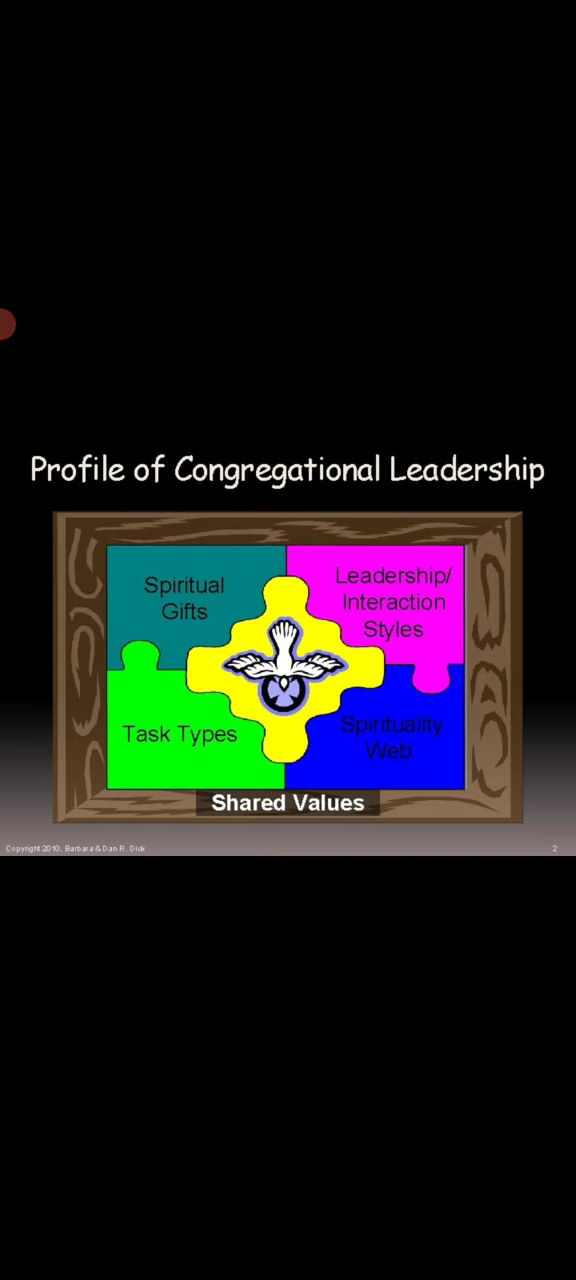 Profile of Congregational Leadership
Spiritual
Gifts
Leadership/
Interaction
Styles
Task Types
Spirituality
Web
Shared Values
Copyright 2010, Barbara & Dan R. Dick
2